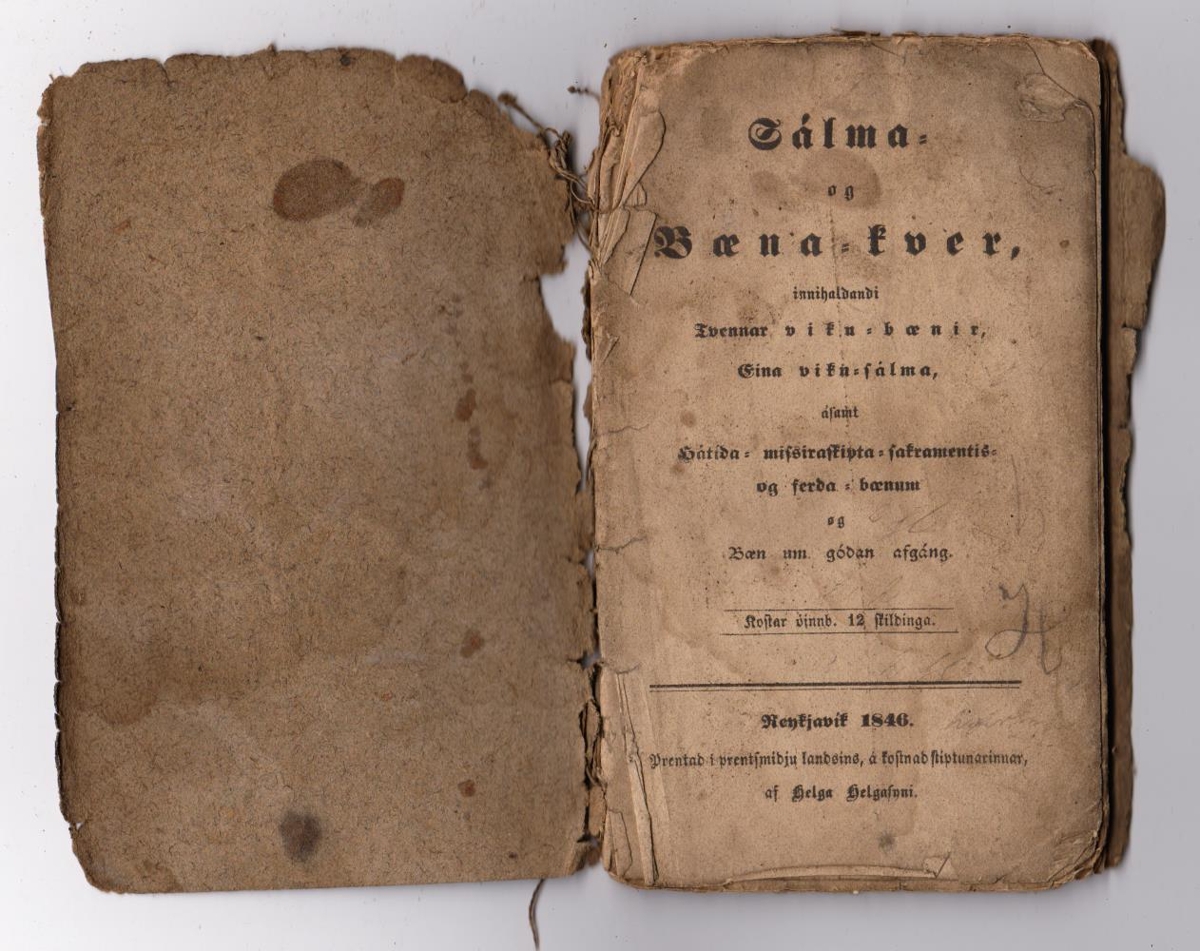 Sálma-
og
Bæna-kver,
innihaldandi
Tvennar viku-bænir,
Eina viku-sálma,
ásamt
Hátída- missiraskipta-sakramentis-
og ferda-bænum
og
Bæn um gódan afgáng.
Kostar óinnb. 12 skildinga.
Reykjavík 1846.
Prentad í prentsmidju landsins, á kostnad stiptunarinnar,
af Helga Helgasyni.